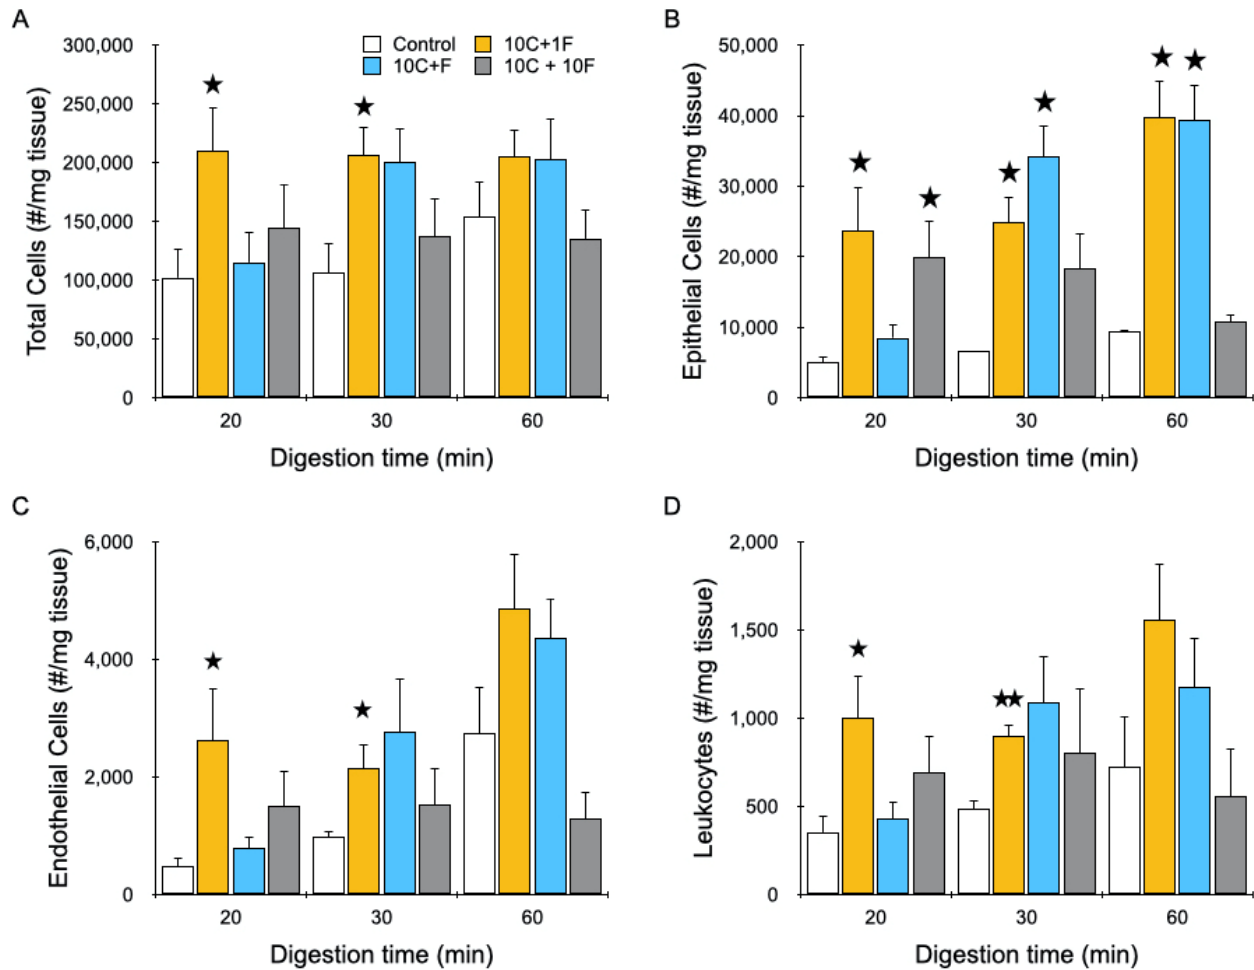 A
300,000
250,000
200,000
150,000
100,000
50,000
0
Total Cells (#/mg tissue)
Control
10C+1F
10C+F
10C + 10F
20
30
60
Digestion time (min)
B
50,000
40,000
30,000
20,000
10,000
0
Epithelial Cells (#/mg tissue)
20
30
60
Digestion time (min)
C
6,000
4,000
2,000
0
Endothelial Cells (#/mg tissue)
20
30
60
Digestion time (min)
D
2,000
1,500
1,000
500
0
Leukocytes (#/mg tissue)
20
30
60
Digestion time (min)